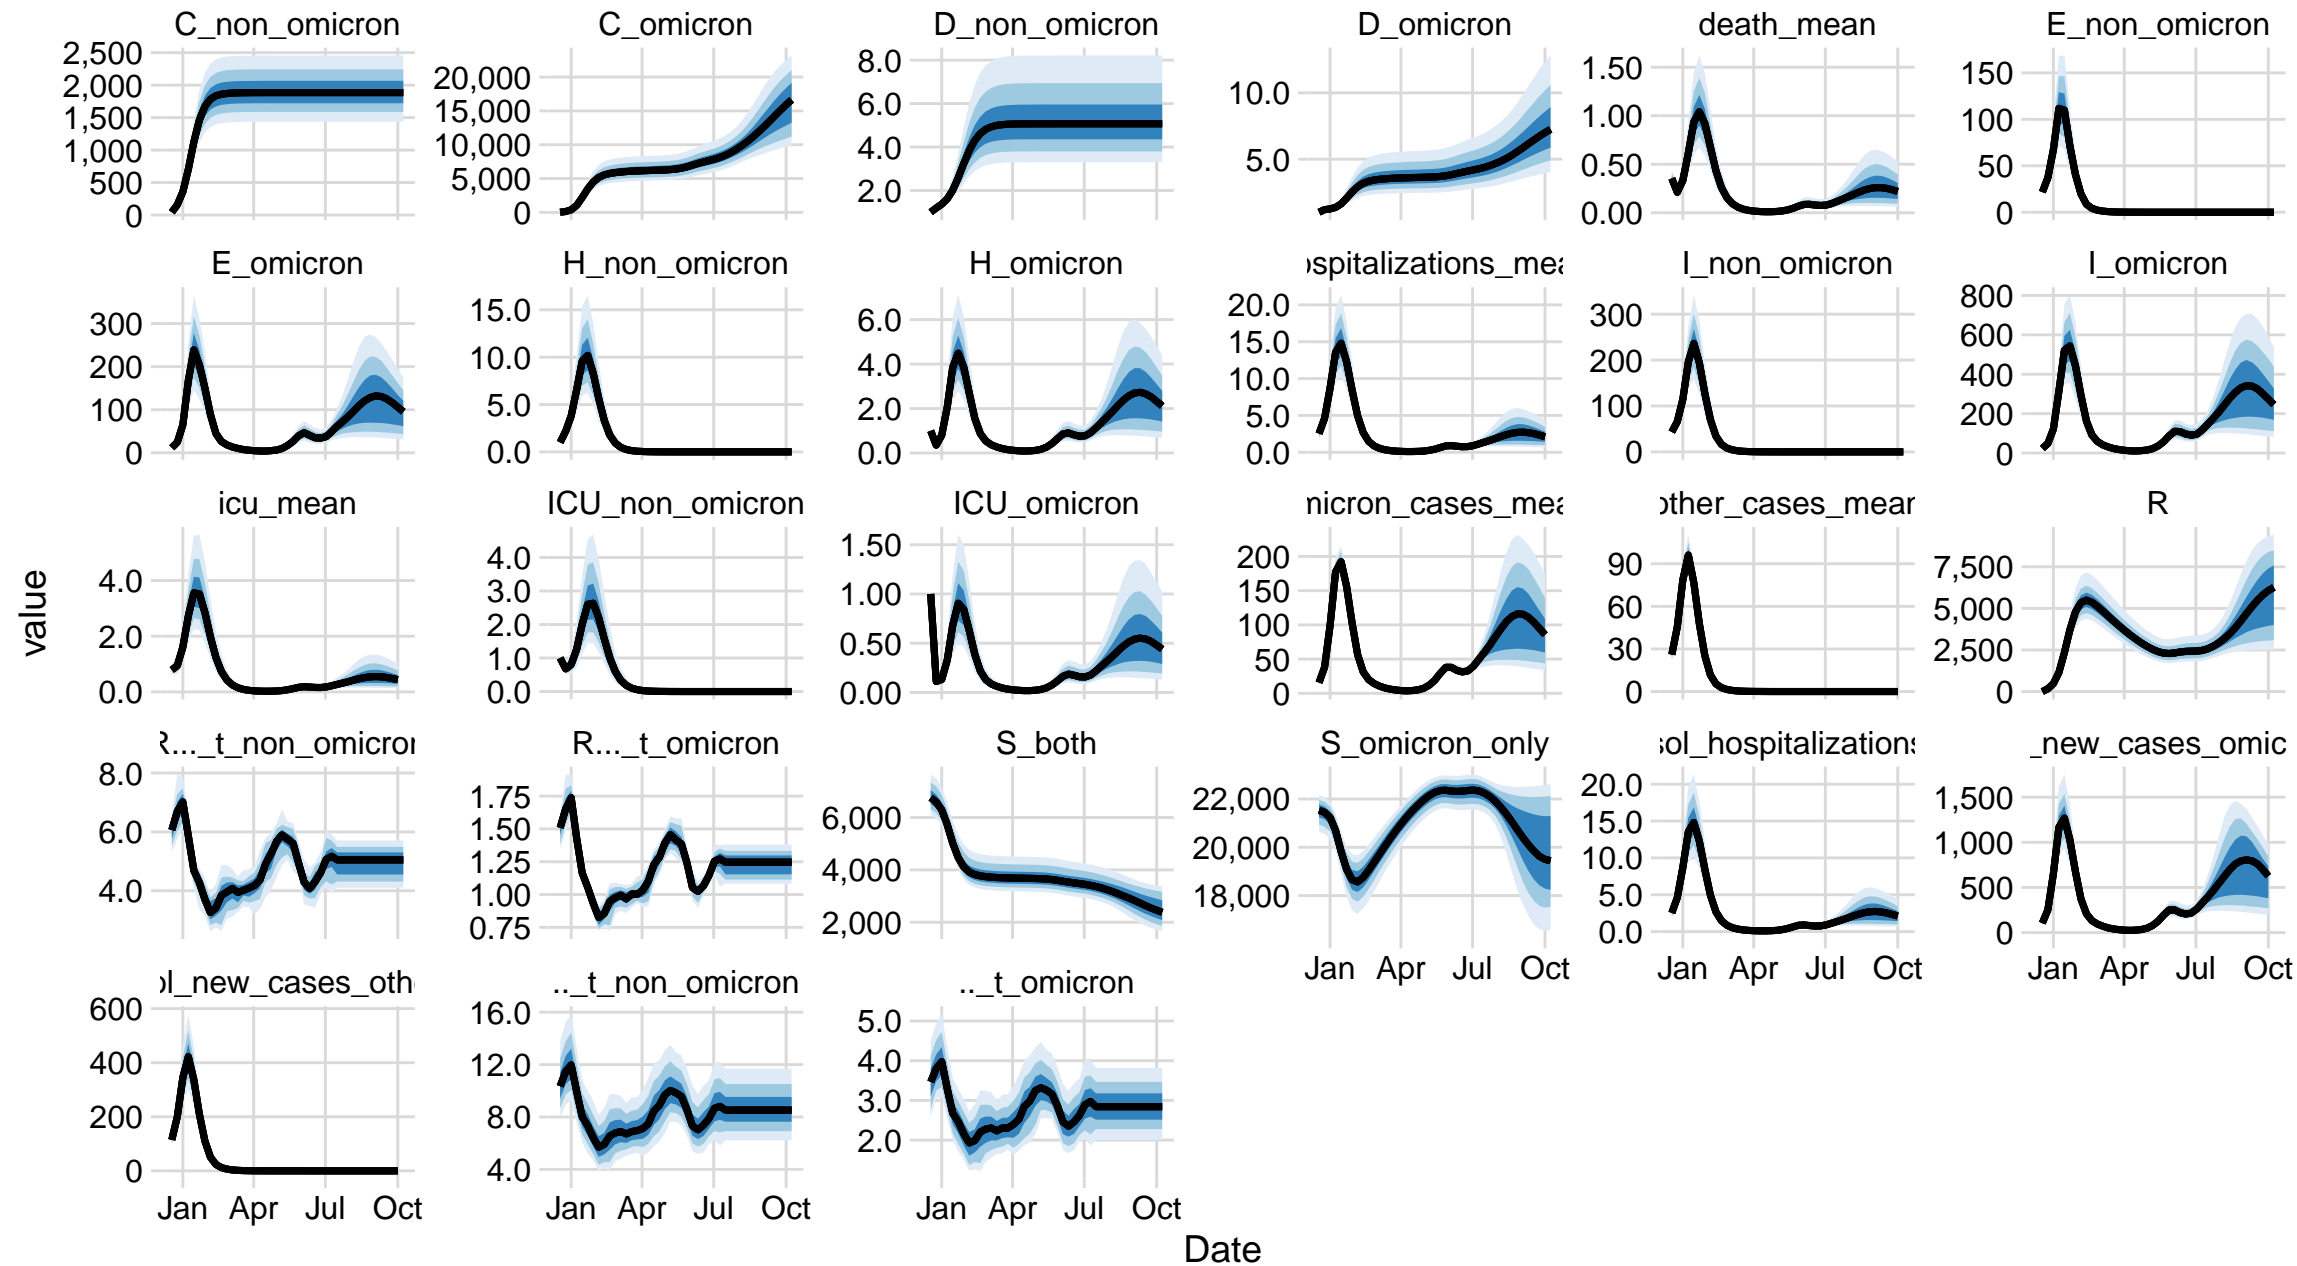 C_non_omicron C_omicron D_non_omicron D_omicron death_mean E_non_omicron
2,500 2,000 1,500 1,000 500 0
20,000 15,000 10,000 5,000 0
8.0 6.0 4.0 2.0
10.0 5.0
1.50 1.00 0.50 0.00
150 100 50 0
E_omicron H_non_omicron H_omicron ospitalizations_mea I_non_omicron I_omicron
300 200 100 0
15.0 10.0 5.0 0.0
6.0 4.0 2.0 0.0
20.0 15.0 10.0 5.0 0.0
300 200 100 0
800 600 400 200 0
icu_mean ICU_non_omicron ICU_omicron micron_cases_mea other_cases_mean R
4.0 2.0 0.0
4.0 3.0 2.0 1.0 0.0
1.50 1.00 0.50 0.00
200 150 100 50 0
90 60 30 0
7,500 5,000 2,500 0
R..._t_non_omicron R..._t_omicron S_both S_omicron_only sol_hospitalizations _new_cases_omic
8.0 6.0 4.0
1.75 1.50 1.25 1.00 0.75
6,000 4,000 2,000
22,000 20,000 18,000
20.0 15.0 10.0 5.0 0.0
1,500 1,000 500 0
Jan Apr Jul Oct
Jan Apr Jul Oct
Jan Apr Jul Oct
ol_new_cases_oth .._t_non_omicron .._t_omicron
600 400 200 0
16.0 12.0 8.0 4.0
5.0 4.0 3.0 2.0
Jan Apr Jul Oct
Jan Apr Jul Oct
Jan Apr Jul Oct
value
Date